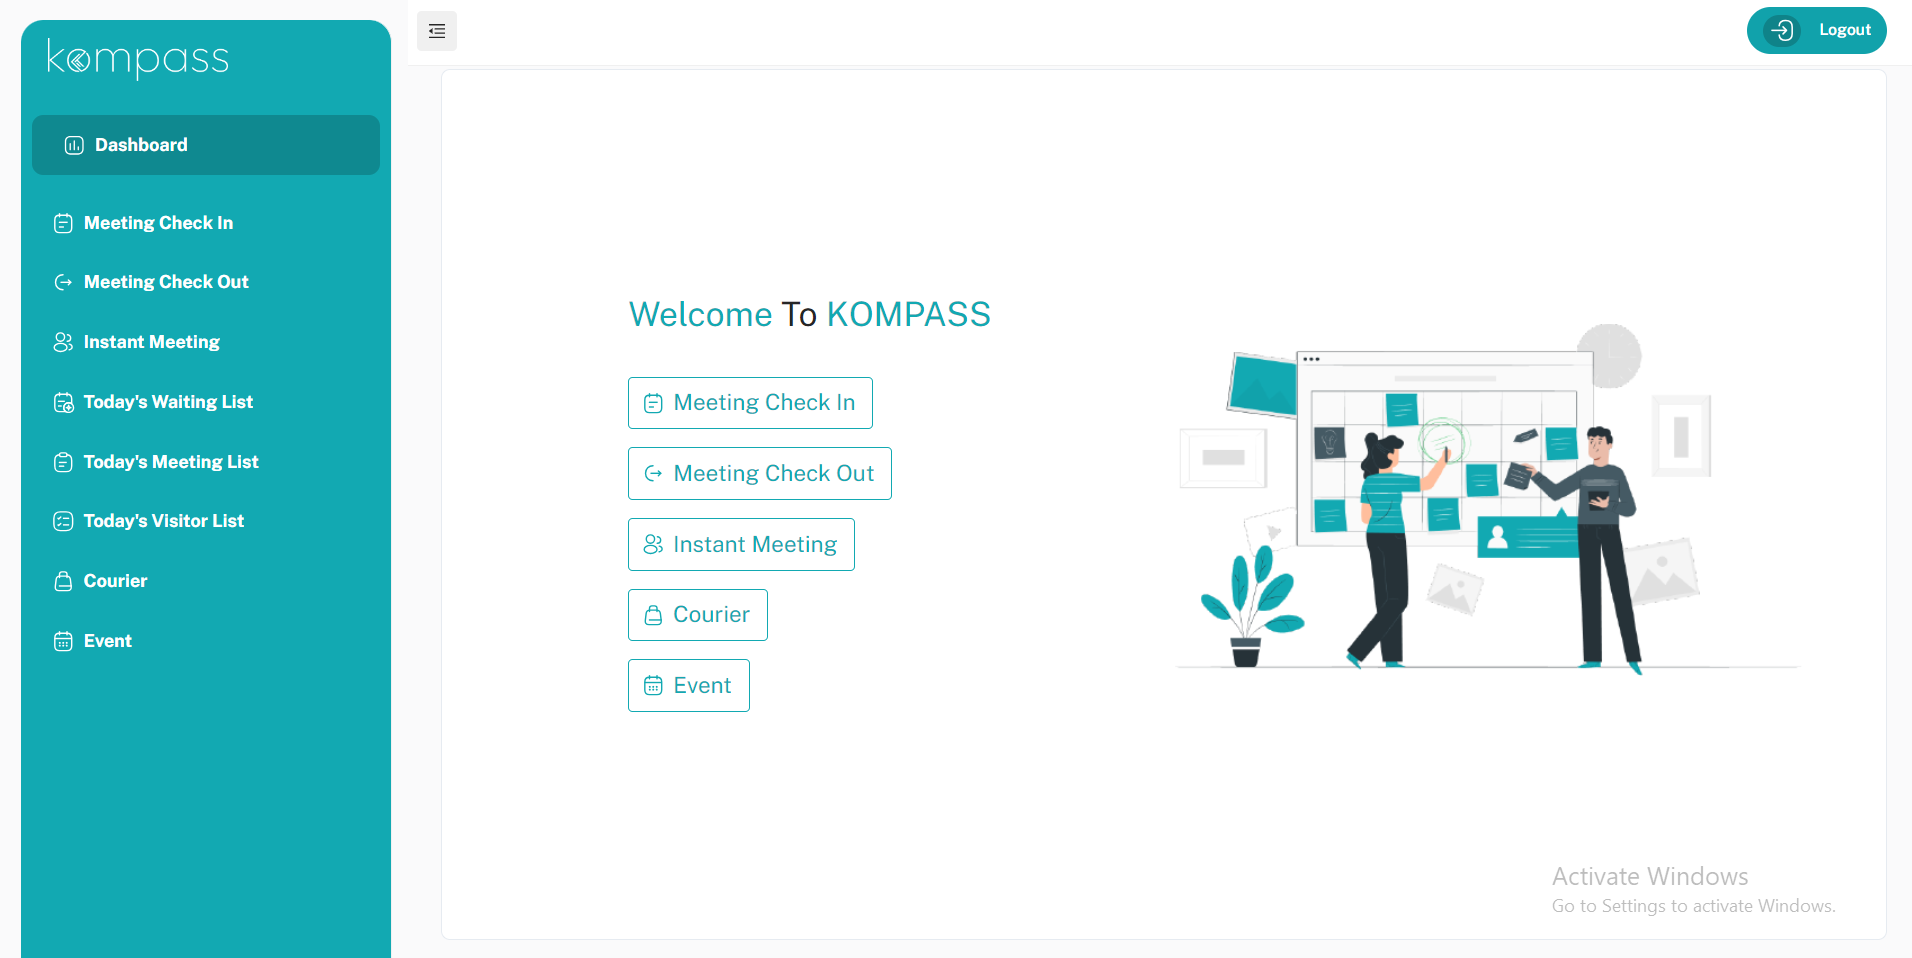 kompass
Dashboard
Meeting Check In
Meeting Check Out
Instant Meeting
Today's Waiting List
Today's Meeting List
Today's Visitor List
Courier
Event
Logout
Welcome To KOMPASS
Meeting Check In
Meeting Check Out
Instant Meeting
Courier
Event
Activate Windows
Go to Settings to activate Windows.